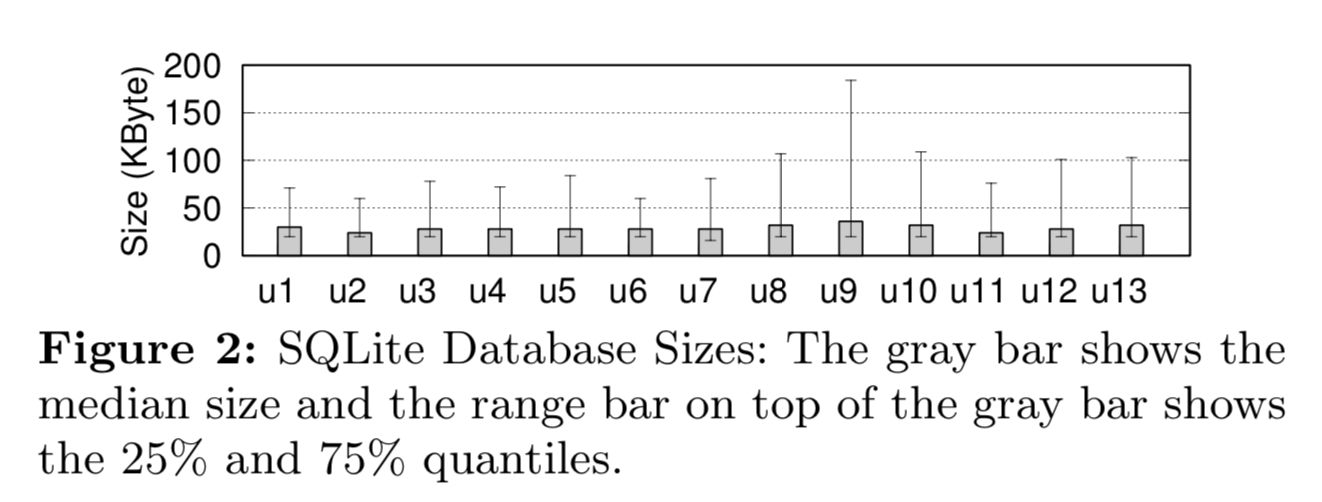 Size (KByte)
200
150
100
50
0
u1 u2 u3 u4 u5 u6 u7 u8 u9 u10 u11 u12 u13
Figure 2: SQLite Database Sizes: The gray bar shows the
median size and the range bar on top of the gray bar shows
the 25% and 75% quantiles.